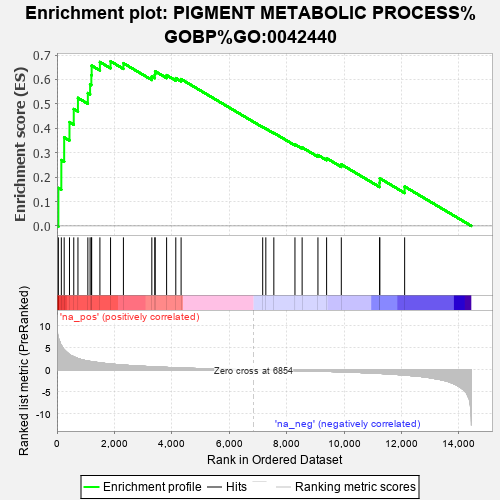 Enrichment plot: PIGMENT METABOLIC PROCESS%
GOBP%GO:0042440
Enrichment score (ES)
0.7
0.6
0.5
0.4
0.3
0.2
0.1
0.0
Ranked list metric (PreRanked)
'na_pos' (positively correlated)
10
5
0
-5
-10
Zero cross at 6854
'na_neg' (negatively correlated)
0 2,000 4,000 6,000 8,000 10,000 12,000 14,000
Rank in Ordered Dataset
Enrichment profile Hits Ranking metric scores